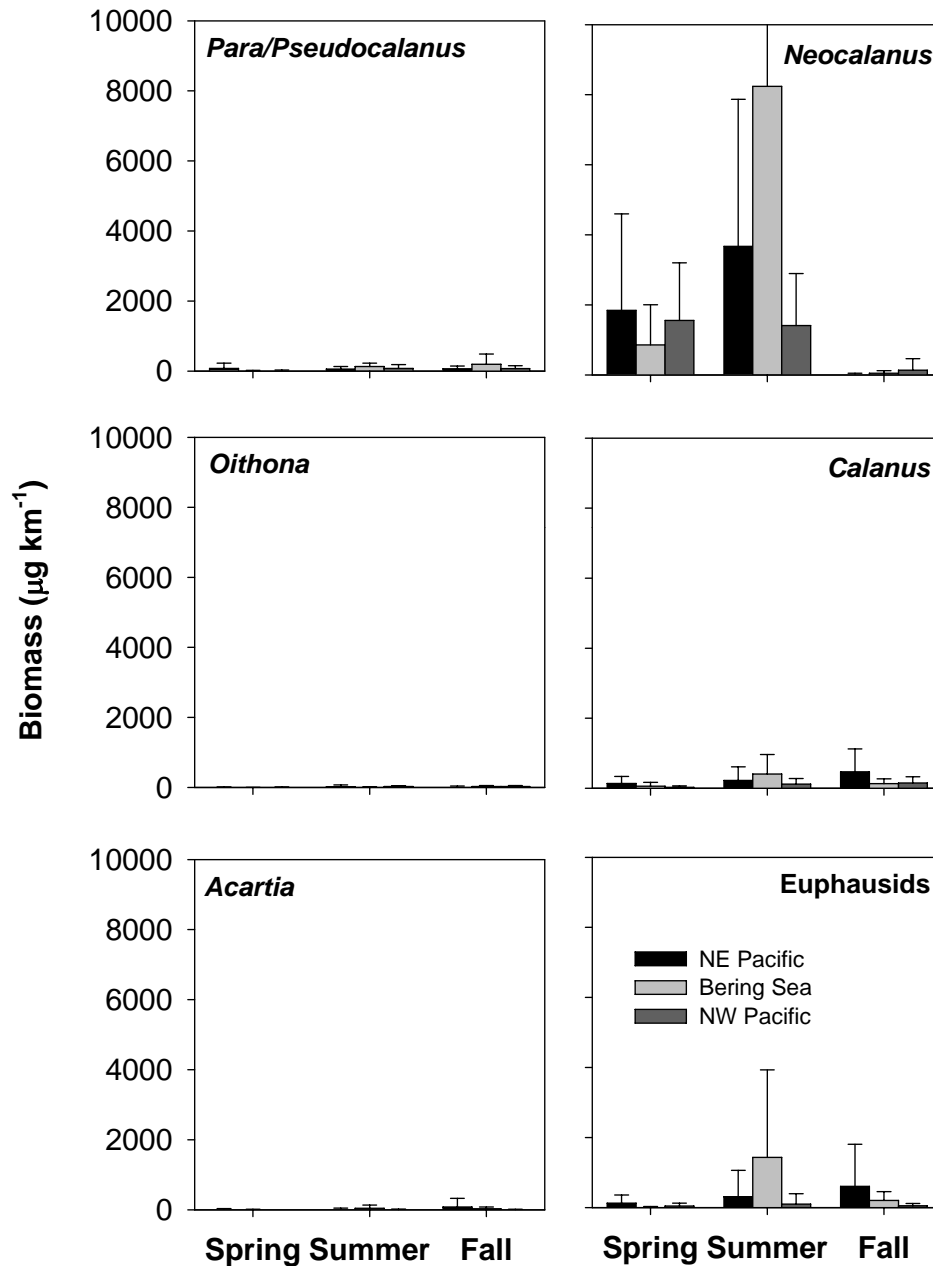 Biomass (µg km-1)
Para/Pseudocalanus
10000
8000
6000
4000
2000
0
Neocalanus
Oithona
10000
8000
6000
4000
2000
0
Calanus
Acartia
10000
8000
6000
4000
2000
0
Spring Summer Fall
Euphausids
NE Pacific
Bering Sea
NW Pacific
Spring Summer Fall